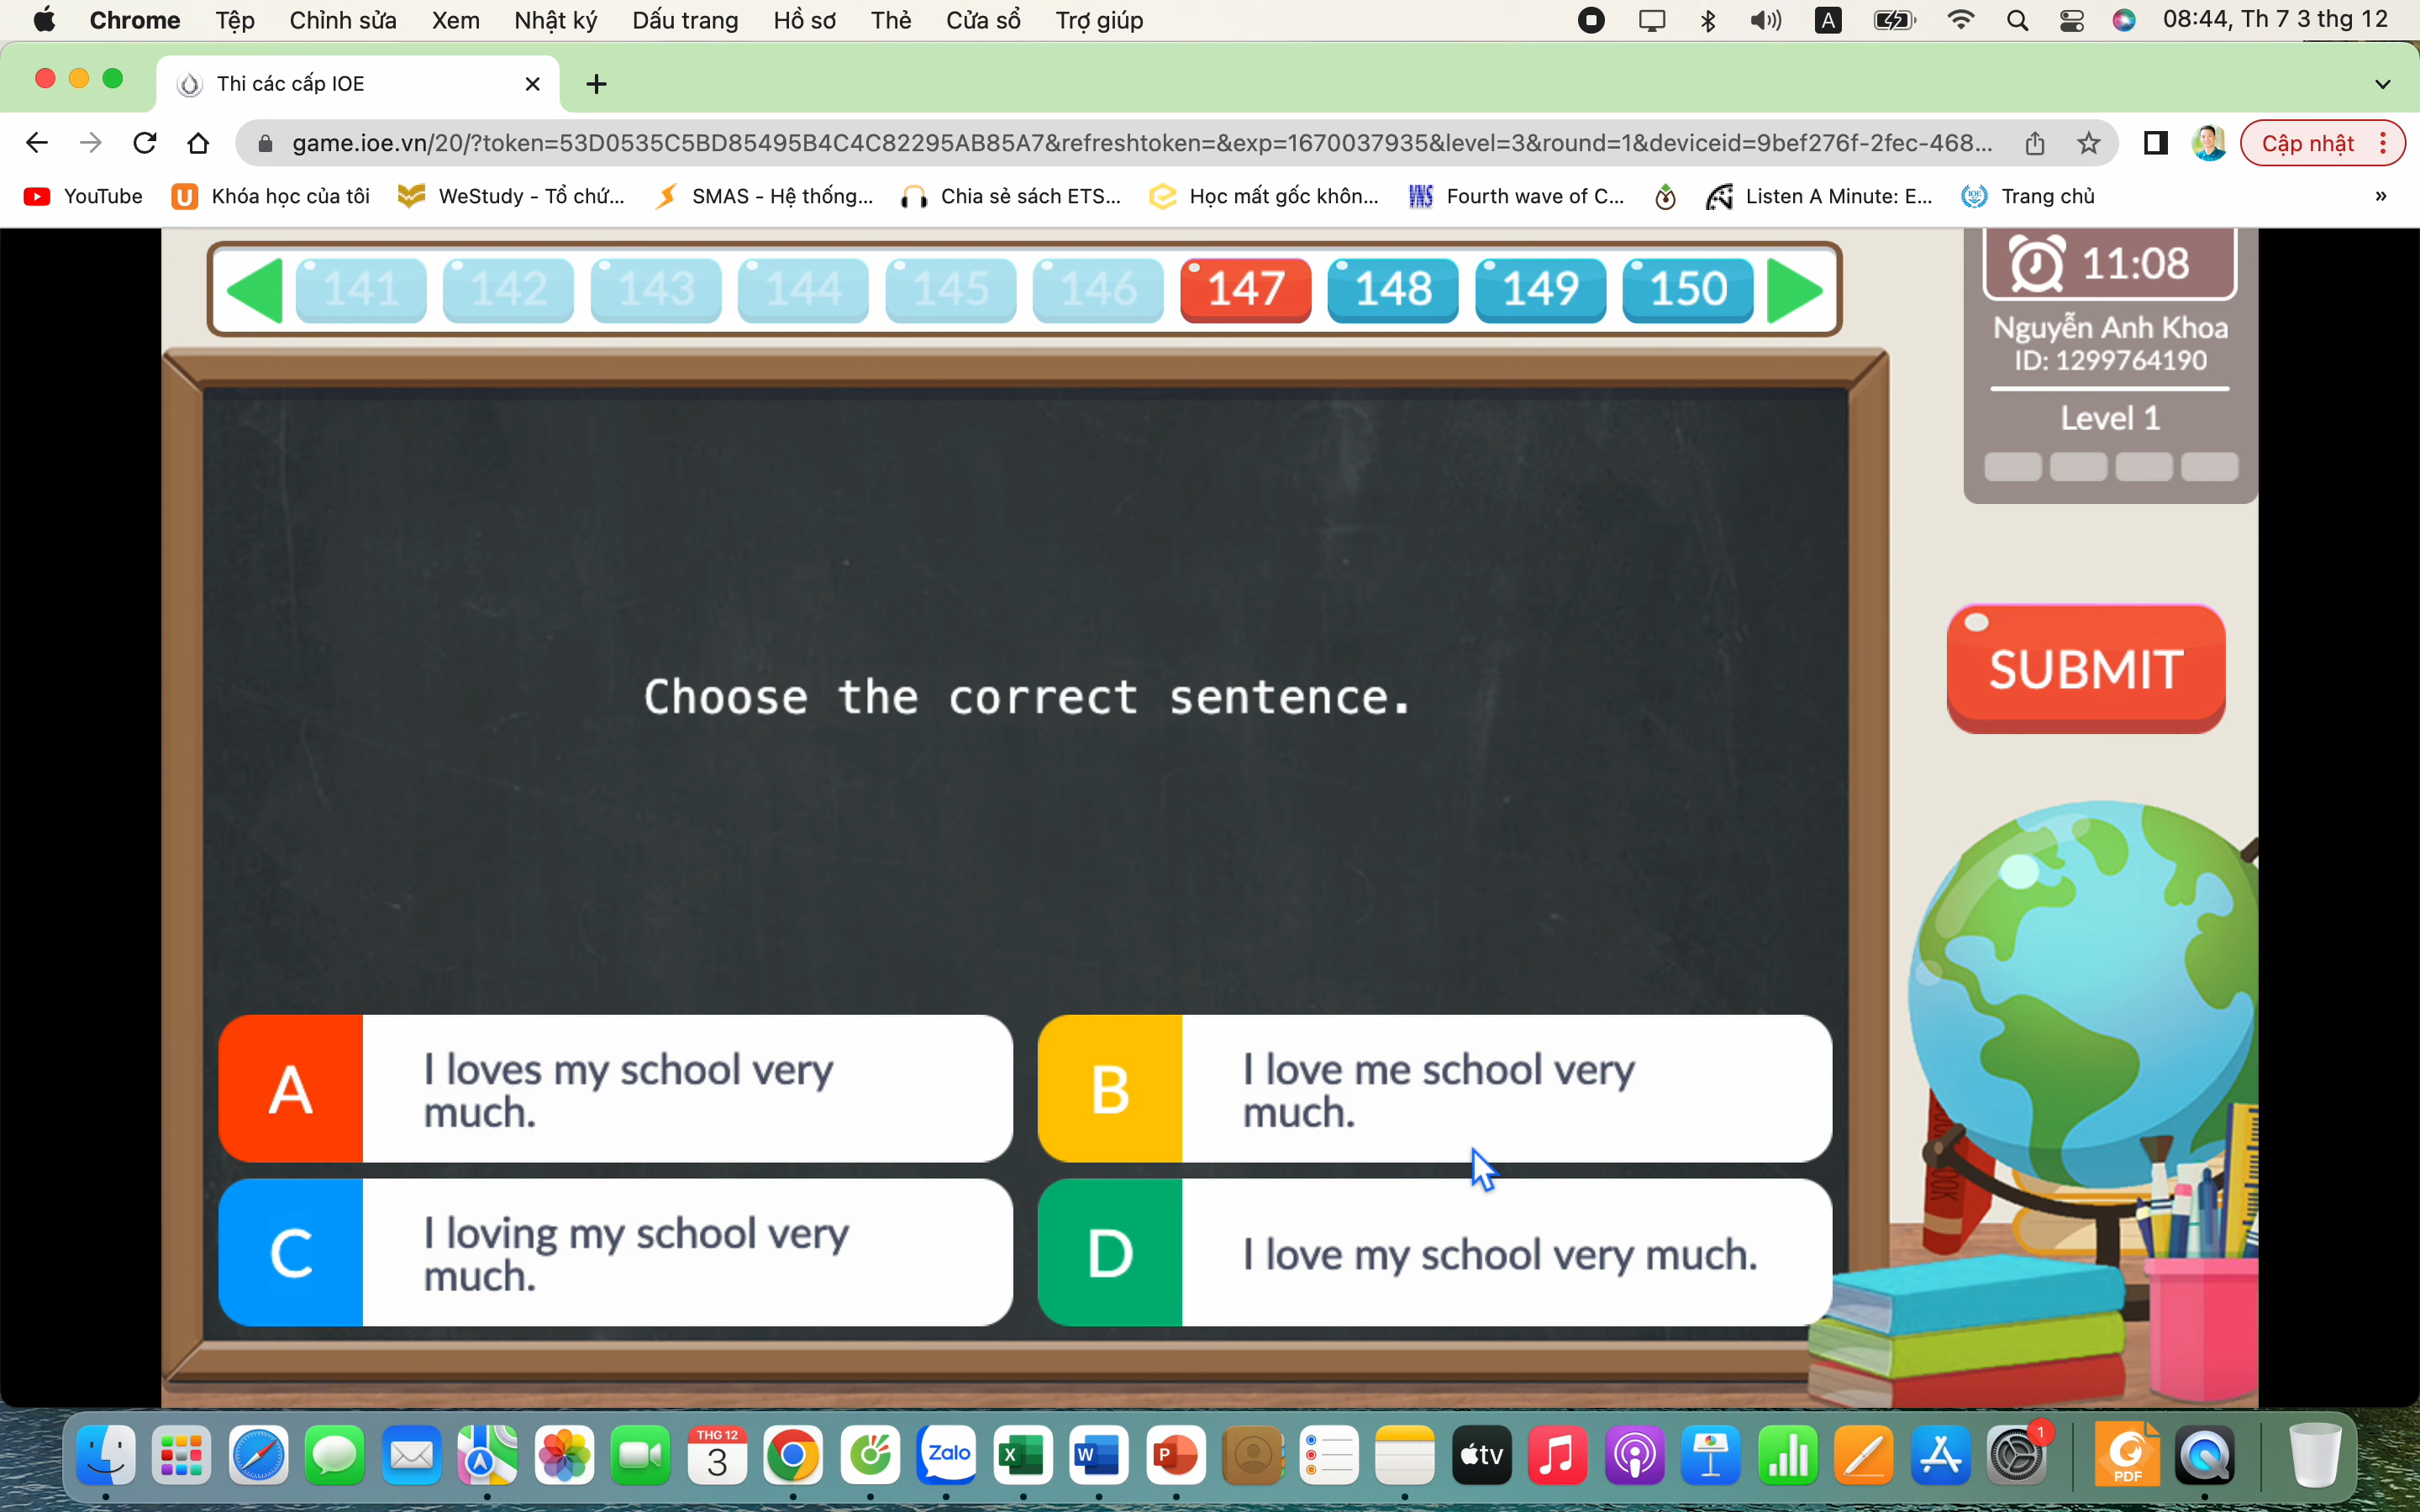 Chrome Tệp Chỉnh sửa Xem Nhật ký Dấu trang Hồ sơ Thẻ Cửa sổ Trợ giúp A 08:44, Th 7 3 thg 12
Thi các cấp IOE
game.ioe.vn/20/?token=53D0535C5BD85495B4C4C82295AB85A7&refreshtoken=&exp=1670037935&level=3&round=1&deviceid=9bef276f-2fec-468... Cập nhật
YouTube Khóa học của tôi WeStudy - Tổ chứ... SMAS - Hệ thống... Chia sẻ sách ETS... Học mất gốc khôn... Fourth wave of C... Listen A Minute: E... Trang chủ »
141 142 143 144 145 146 147 148 149 150
11:08
Nguyễn Anh Khoa
ID: 1299764190
Level 1
Choose the correct sentence.
SUBMIT
A I loves my school very
much.
B I love me school very
much.
C I loving my school very
much.
D I love my school very much.
THG 12
3
Zalo
X
W
P
tv
1
PDF